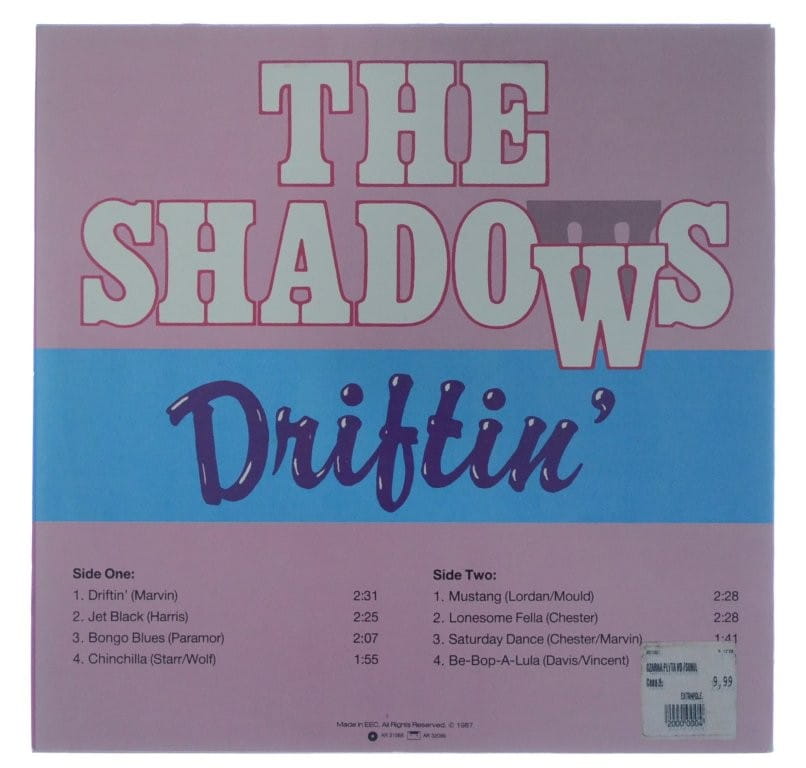 THE
SHADOWS
Driftin'
Side One:
1. Driftin' (Marvin) 2:31
2. Jet Black (Harris) 2:25
3. Bongo Blues (Paramor) 2:07
4. Chinchilla (Starr/Wolf) 1:55
Side Two:
1. Mustang (Lordan/Mould) 2:28
2. Lonesome Fella (Chester) 2:28
3. Saturday Dance (Chester/Marvin) 1:41
4. Be-Bop-A-Lula (Davis/Vincent)
9,99
Made in EEC. All Rights Reserved. © 1987